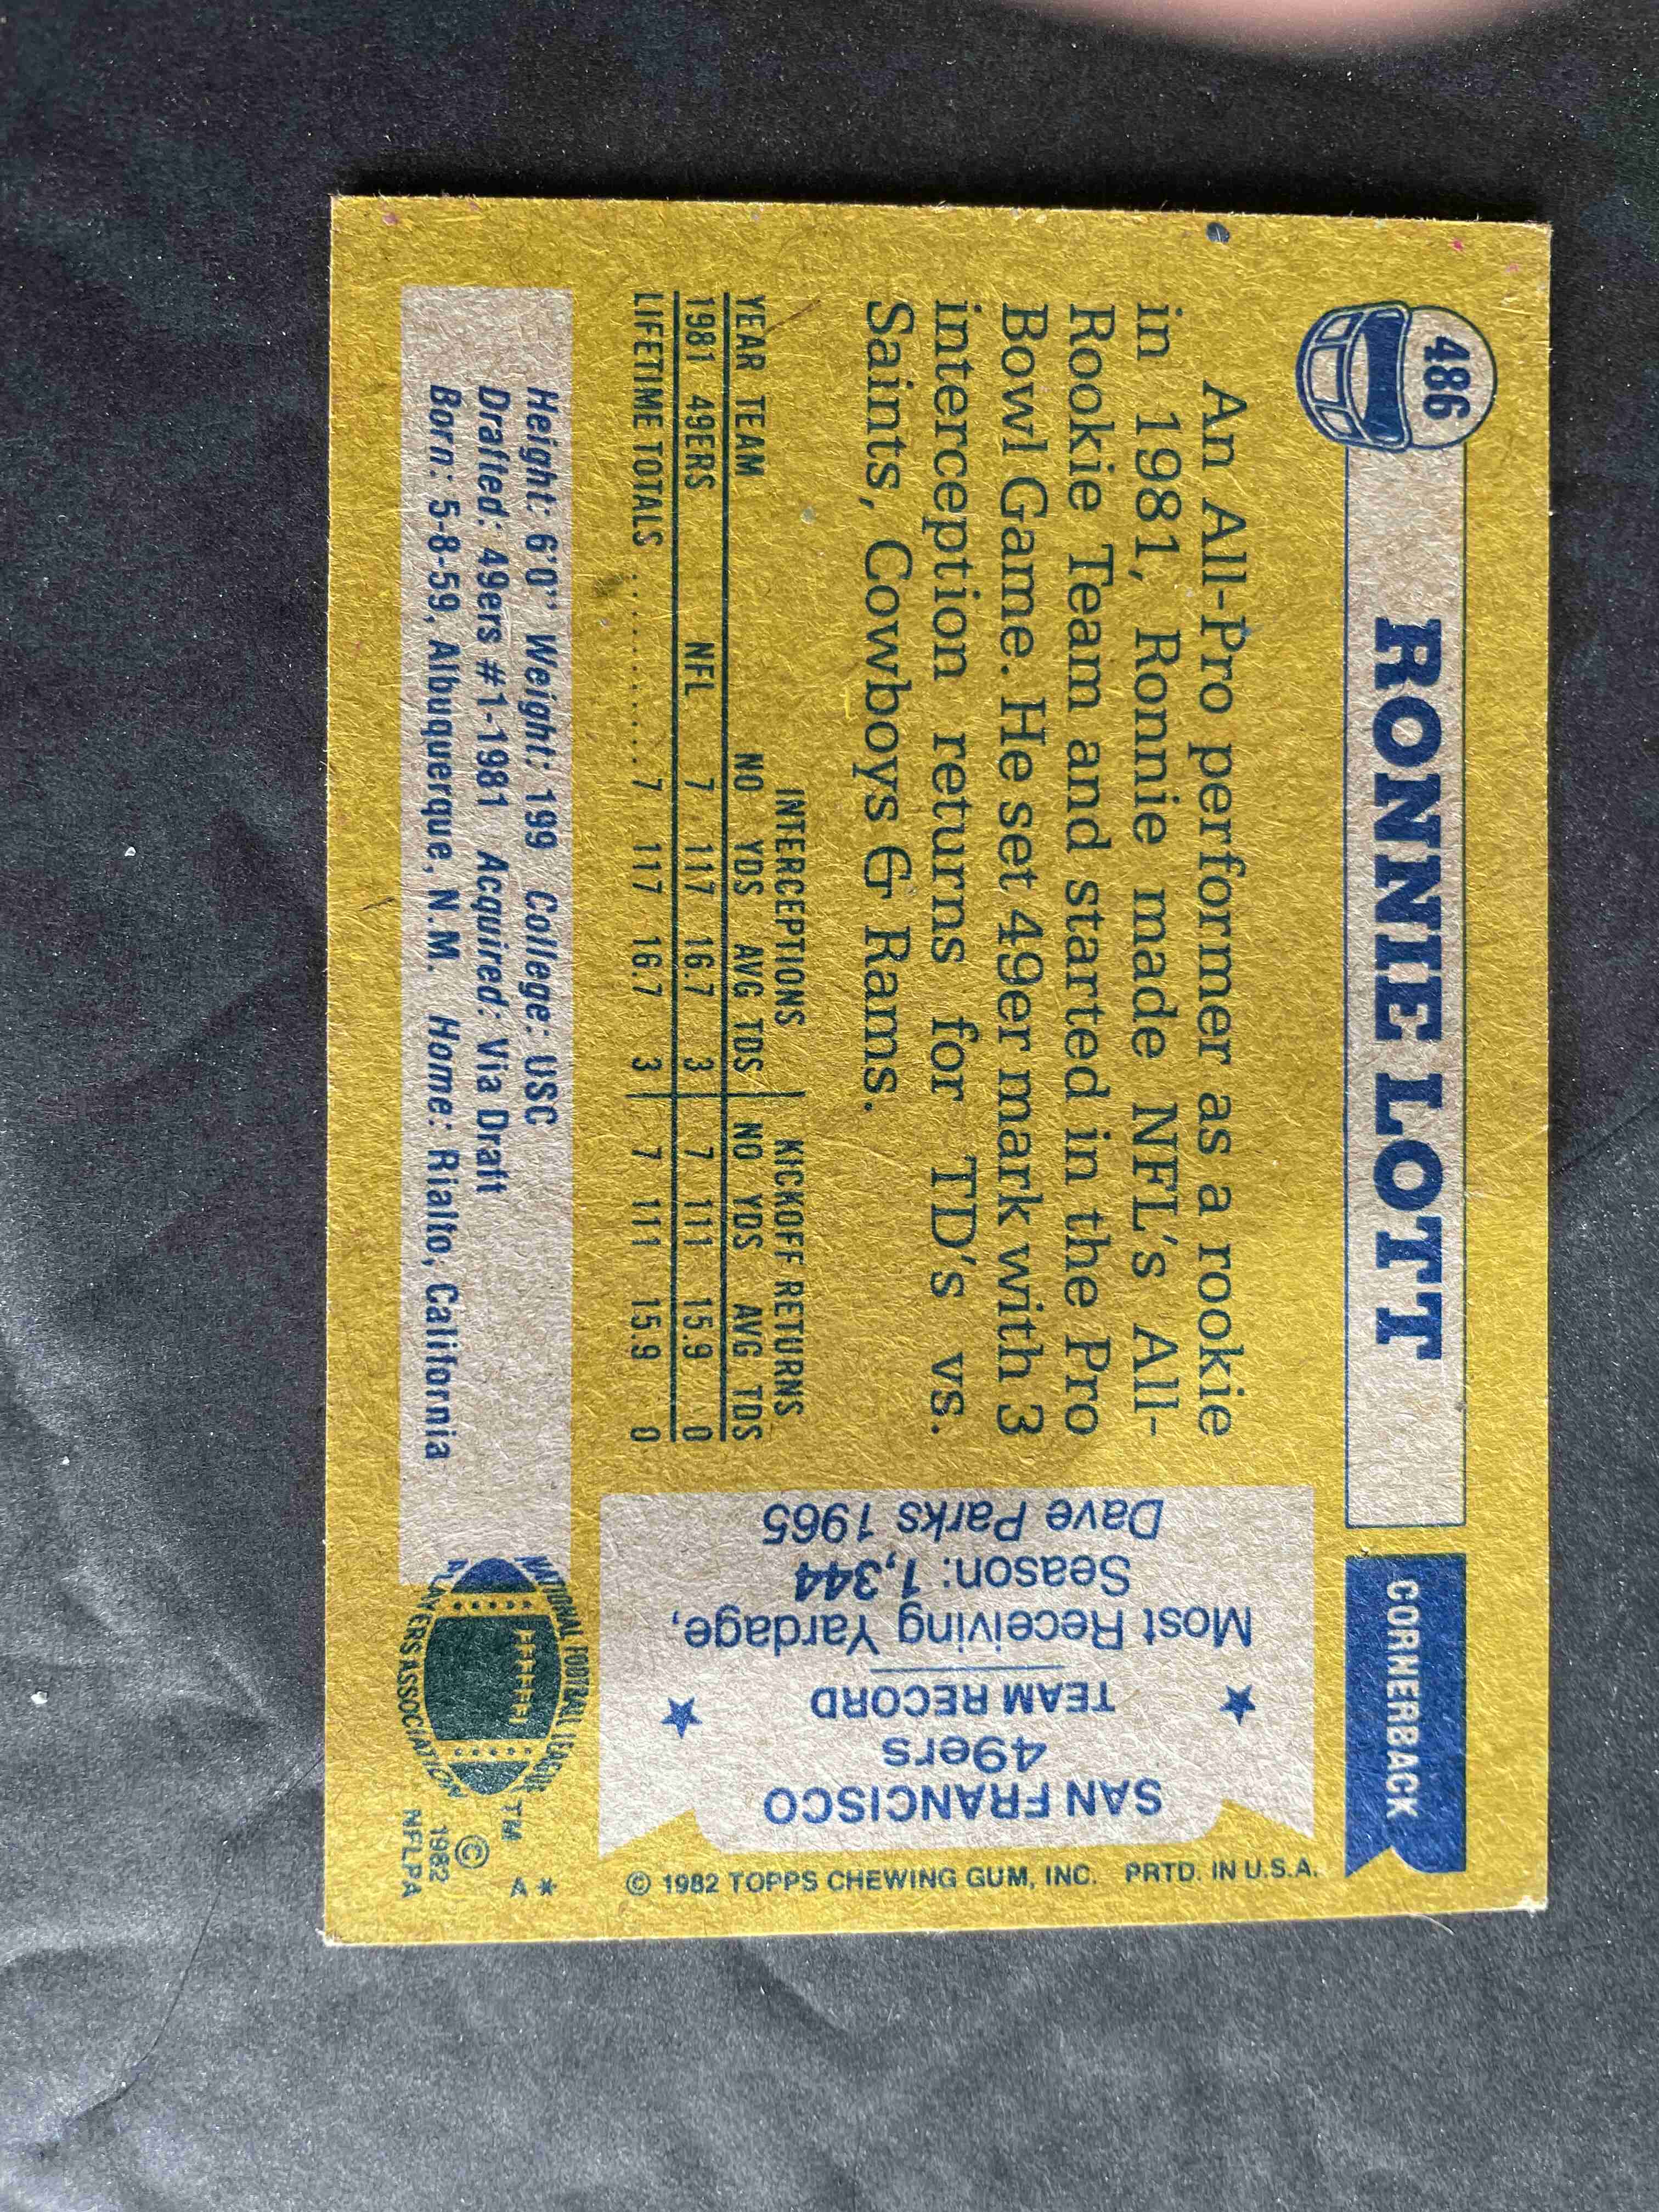 486
RONNIE LOTT
CORNERBACK
An All-Pro performer as a rookie
in 1981, Ronnie made NFL's All-
Rookie Team and started in the Pro
Bowl Game. He set 49er mark with 3
interception returns for TD's vs.
Saints, Cowboys & Rams.
INTERCEPTIONS KICKOFF RETURNS
YEAR TEAM NO YDS AVG TDS NO YDS AVG TDS
1981 49ERS NFL 7 117 16.7 3 7 111 15.9 0
LIFETIME TOTALS .......... 7 117 16.7 3 7 111 15.9 0
Height: 6'0" Weight: 199 College: USC
Drafted: 49ers #1-1981 Acquired: Via Draft
Born: 5-8-59, Albuquerque, N.M. Home: Rialto, California
SAN FRANCISCO
49ers
TEAM RECORD
Most Receiving Yardage,
Season: 1,344
Dave Parks 1965
© 1982 TOPPS CHEWING GUM, INC. PRTD. IN U.S.A.
NATIONAL FOOTBALL LEAGUE
PLAYERS ASSOCIATION
TM
A*
©
1982
NFLPA